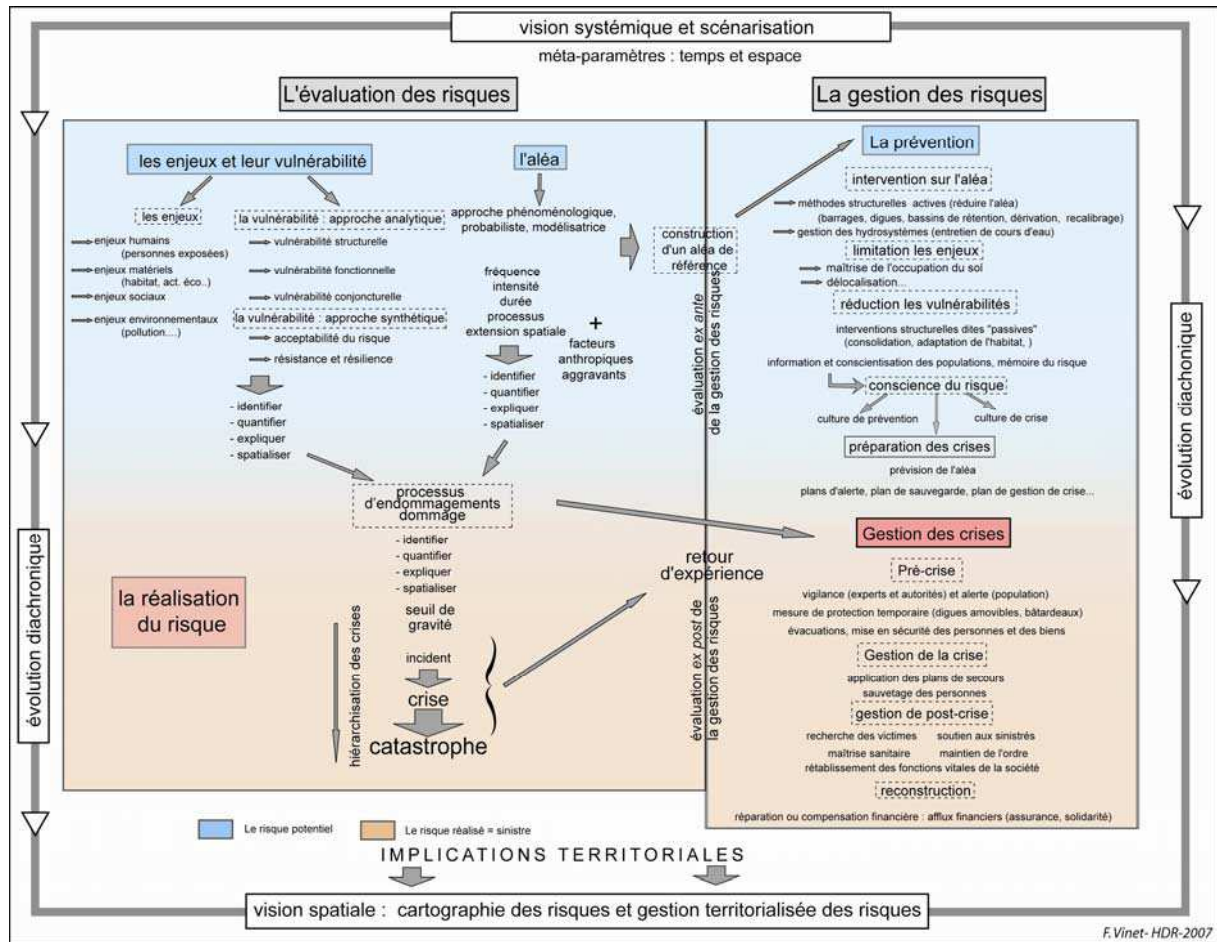 vision systémique et scénarisation
méta-paramètres : temps et espace
L'évaluation des risques
La gestion des risques
les enjeux et leur vulnérabilité
l'aléa
les enjeux
enjeux humains
(personnes exposées)
enjeux matériels
(habitat, act. éco..)
enjeux sociaux
enjeux environnementaux
(pollution....)
la vulnérabilité : approche analytique
vulnérabilité structurelle
vulnérabilité fonctionnelle
vulnérabilité conjoncturelle
la vulnérabilité : approche synthétique
acceptabilité du risque
résistance et résilience
- identifier
- quantifier
- expliquer
- spatialiser
approche phénoménologique,
probabiliste, modélisatrice
fréquence
intensité
durée
processus
extension spatiale
+
facteurs
anthropiques
aggravants
- identifier
- quantifier
- expliquer
- spatialiser
construction
d'un aléa de
référence
évaluation ex ante
de la gestion des risques
La prévention
intervention sur l'aléa
méthodes structurelles actives (réduire l'aléa)
(barrages, digues, bassins de rétention, dérivation, recalibrage)
gestion des hydrosystèmes (entretien de cours d'eau)
limitation les enjeux
maîtrise de l'occupation du sol
délocalisation...
réduction les vulnérabilités
interventions structurelles dites "passives"
(consolidation, adaptation de l'habitat, )
information et conscientisation des populations, mémoire du risque
conscience du risque
culture de prévention
culture de crise
préparation des crises
prévision de l'aléa
plans d'alerte, plan de sauvegarde, plan de gestion de crise...
processus
d'endommagements
dommage
- identifier
- quantifier
- expliquer
- spatialiser
la réalisation
du risque
hiérarchisation des crises
seuil de
gravité
incident
crise
catastrophe
retour
d'expérience
évaluation ex post de
la gestion des risques
Gestion des crises
Pré-crise
vigilance (experts et autorités) et alerte (population)
mesure de protection temporaire (digues amovibles, bâtardeaux)
évacuations, mise en sécurité des personnes et des biens
Gestion de la crise
application des plans de secours
sauvetage des personnes
gestion de post-crise
recherche des victimes soutien aux sinistrés
maîtrise sanitaire maintien de l'ordre
rétablissement des fonctions vitales de la société
reconstruction
réparation ou compensation financière : afflux financiers (assurance, solidarité)
évolution diachronique
évolution diachonique
Le risque potentiel
Le risque réalisé = sinistre
IMPLICATIONS TERRITORIALES
vision spatiale : cartographie des risques et gestion territorialisée des risques
F.Vinet- HDR-2007